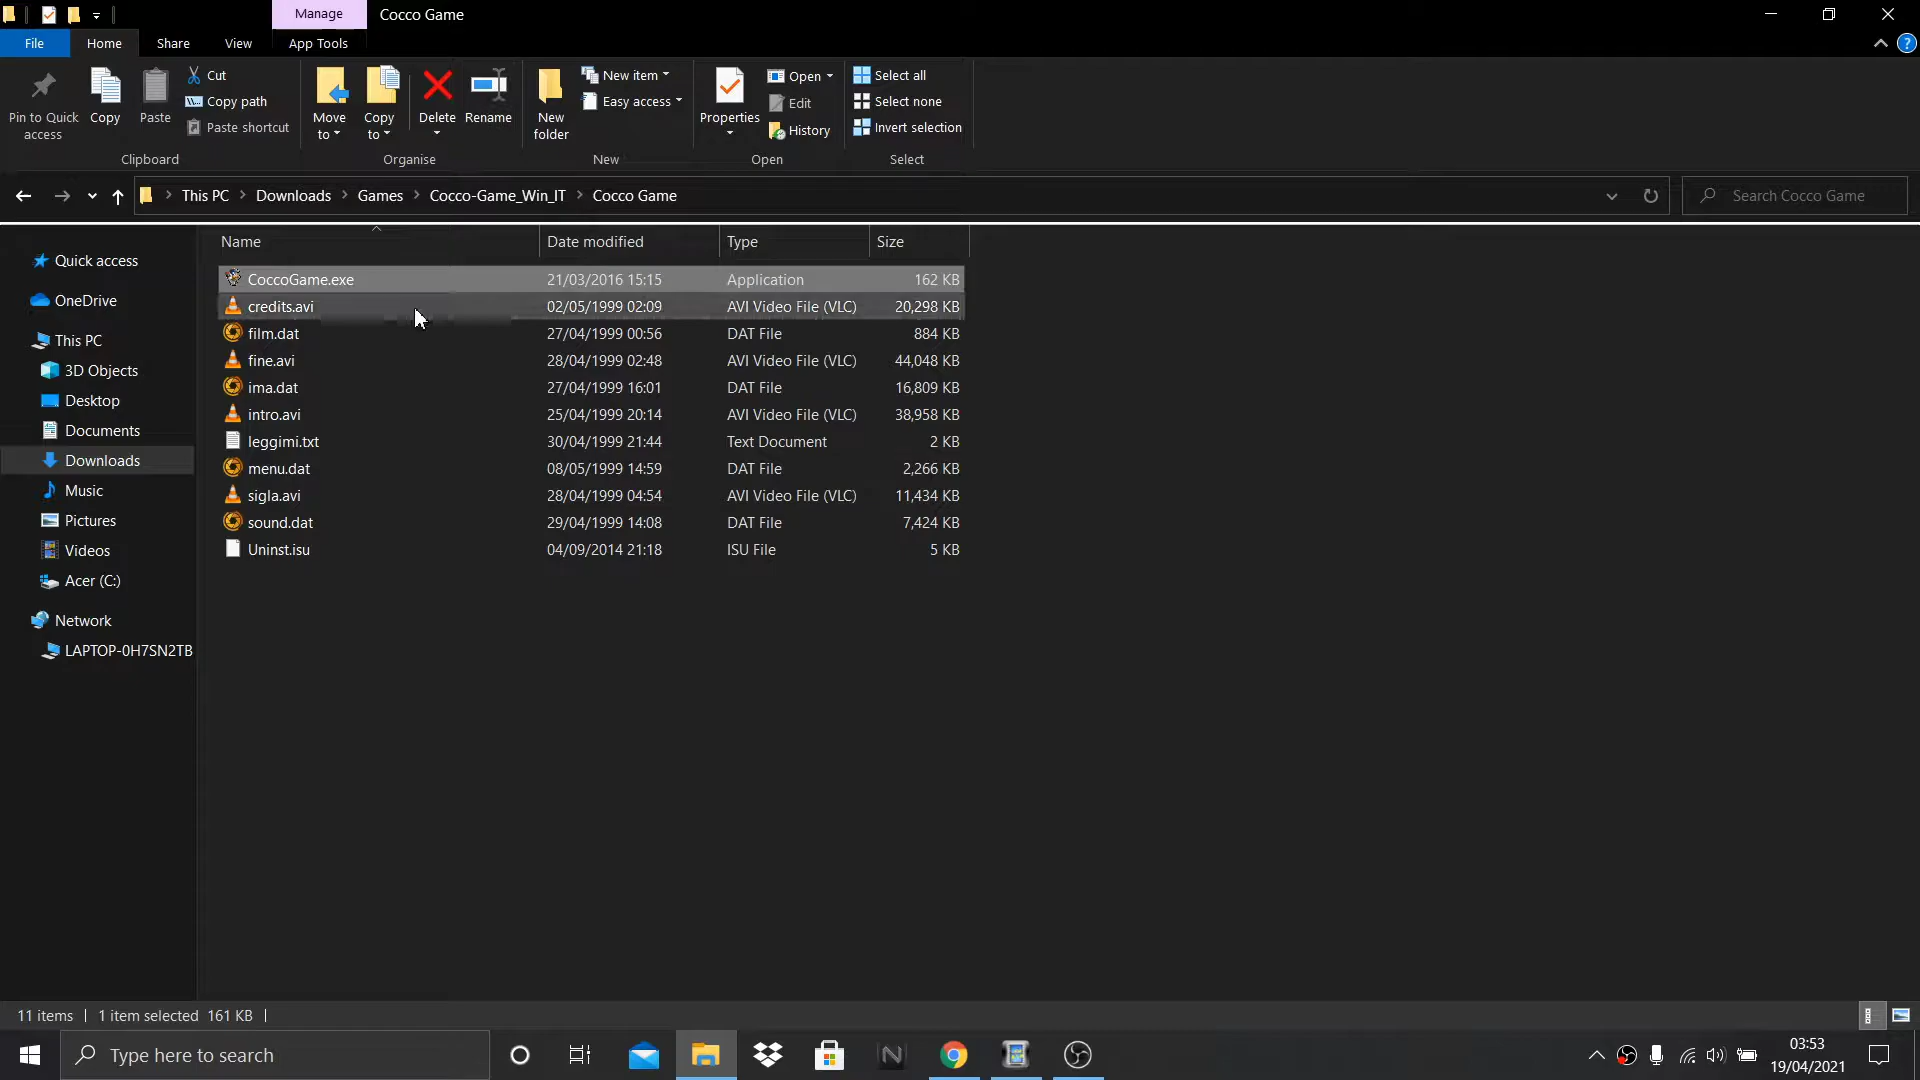 Manage
Cocco Game
File
Home
Share
View
App Tools
Pin to Quick access
Copy
Paste
Cut
Copy path
Paste shortcut
Clipboard
Move to
Copy to
Delete
Rename
Organise
New folder
New item
Easy access
New
Properties
Open
Edit
History
Open
Select all
Select none
Invert selection
Select
This PC > Downloads > Games > Cocco-Game_Win_IT > Cocco Game
Search Cocco Game
Quick access
OneDrive
This PC
3D Objects
Desktop
Documents
Downloads
Music
Pictures
Videos
Acer (C:)
Network
LAPTOP-0H7SN2TB
Name Date modified Type Size
CoccoGame.exe 21/03/2016 15:15 Application 162 KB
credits.avi 02/05/1999 02:09 AVI Video File (VLC) 20,298 KB
film.dat 27/04/1999 00:56 DAT File 884 KB
fine.avi 28/04/1999 02:48 AVI Video File (VLC) 44,048 KB
ima.dat 27/04/1999 16:01 DAT File 16,809 KB
intro.avi 25/04/1999 20:14 AVI Video File (VLC) 38,958 KB
leggimi.txt 30/04/1999 21:44 Text Document 2 KB
menu.dat 08/05/1999 14:59 DAT File 2,266 KB
sigla.avi 28/04/1999 04:54 AVI Video File (VLC) 11,434 KB
sound.dat 29/04/1999 14:08 DAT File 7,424 KB
Uninst.isu 04/09/2014 21:18 ISU File 5 KB
11 items
1 item selected 161 KB
Type here to search
03:53
19/04/2021